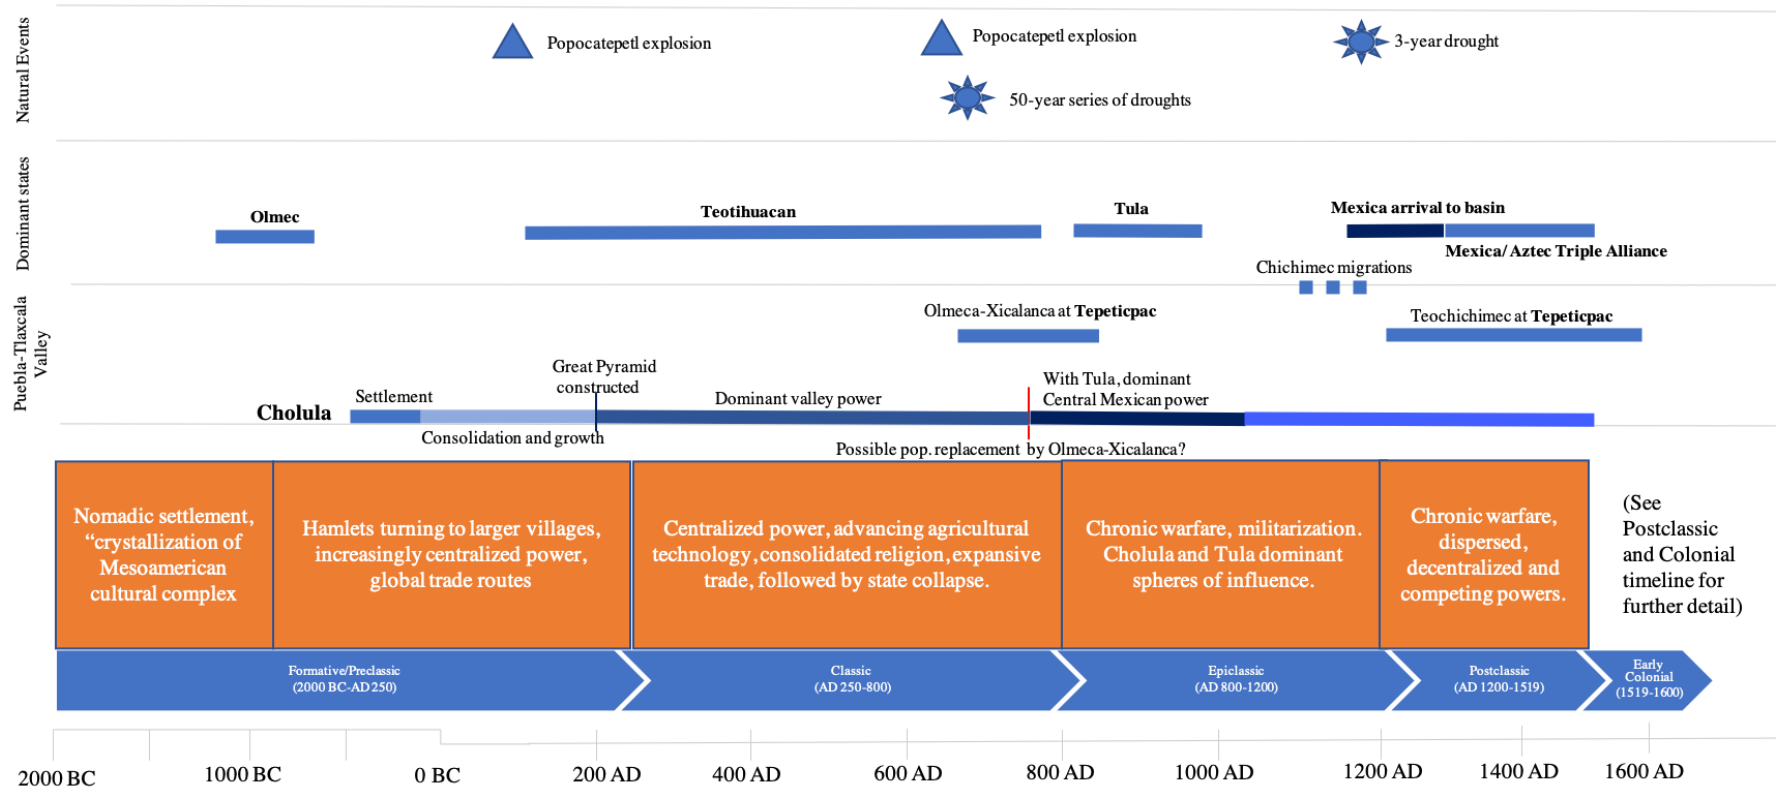 Natural Events
Popocatepetl explosion
Popocatepetl explosion
3-year drought
50-year series of droughts
Dominant states
Olmec
Teotihuacan
Tula
Mexica arrival to basin
Mexica/ Aztec Triple Alliance
Chichimec migrations
Puebla-Tlaxcala
Valley
Olmeca-Xicalanca at Tepeticpac
Teochichimec at Tepeticpac
Great Pyramid
constructed
Settlement
Dominant valley power
With Tula, dominant
Central Mexican power
Cholula
Consolidation and growth
Possible pop. replacement by Olmeca-Xicalanca?
Nomadic settlement,
“crystallization of
Mesoamerican
cultural complex
Hamlets turning to larger villages,
increasingly centralized power,
global trade routes
Centralized power, advancing agricultural
technology, consolidated religion, expansive
trade, followed by state collapse.
Chronic warfare, militarization.
Cholula and Tula dominant
spheres of influence.
Chronic warfare,
dispersed,
decentralized and
competing powers.
(See
Postclassic
and Colonial
timeline for
further detail)
Formative/Preclassic
(2000 BC-AD 250)
Classic
(AD 250-800)
Epiclassic
(AD 800-1200)
Postclassic
(AD 1200-1519)
Early
Colonial
(1519-1600)
2000 BC
1000 BC
0 BC
200 AD
400 AD
600 AD
800 AD
1000 AD
1200 AD
1400 AD
1600 AD